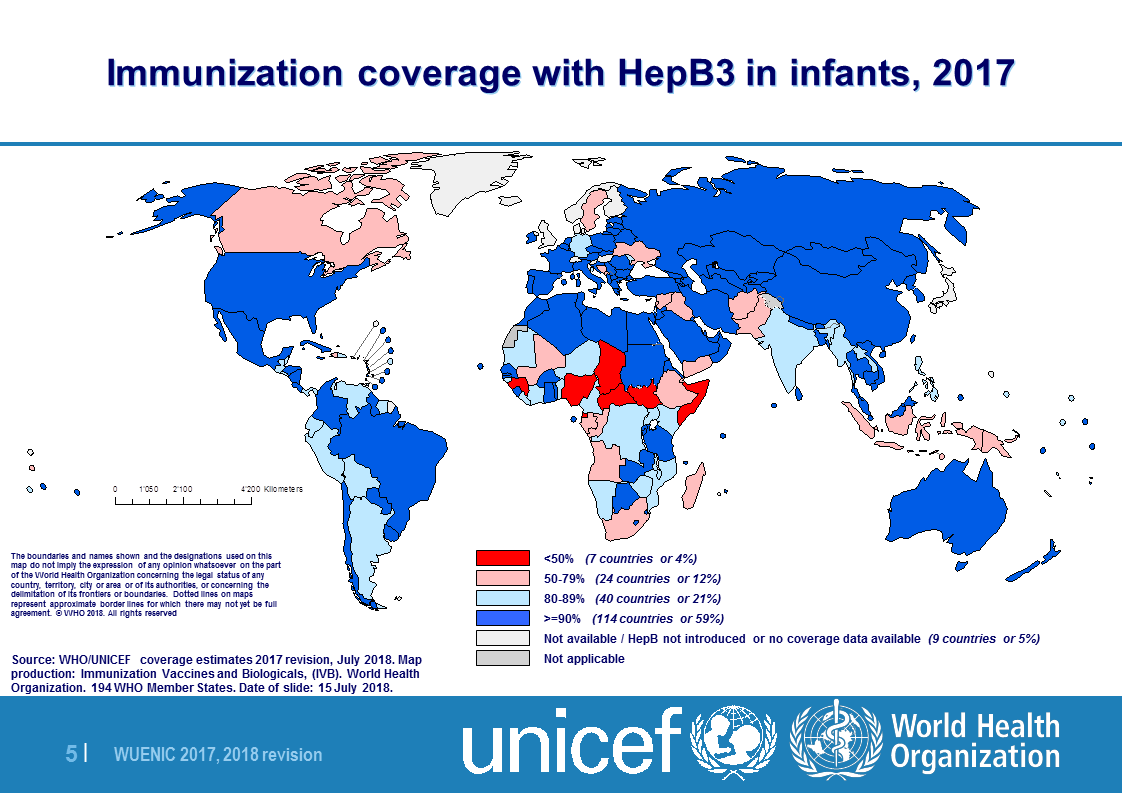 Immunization coverage with HepB3 in infants, 2017
0 1'050 2'100 4'200 Kilometers
The boundaries and names shown and the designations used on this
map do not imply the expression of any opinion whatsoever on the part
of the World Health Organization concerning the legal status of any
country, territory, city or area or of its authorities, or concerning the
delimitation of its frontiers or boundaries. Dotted lines on maps
represent approximate border lines for which there may not yet be full
agreement. © WHO 2018. All rights reserved
<50% (7 countries or 4%)
50-79% (24 countries or 12%)
80-89% (40 countries or 21%)
>=90% (114 countries or 59%)
Not available / HepB not introduced or no coverage data available (9 countries or 5%)
Not applicable
Source: WHO/UNICEF coverage estimates 2017 revision, July 2018. Map
production: Immunization Vaccines and Biologicals, (IVB). World Health
Organization. 194 WHO Member States. Date of slide: 15 July 2018.
5 | WUENIC 2017, 2018 revision
unicef
World Health
Organization